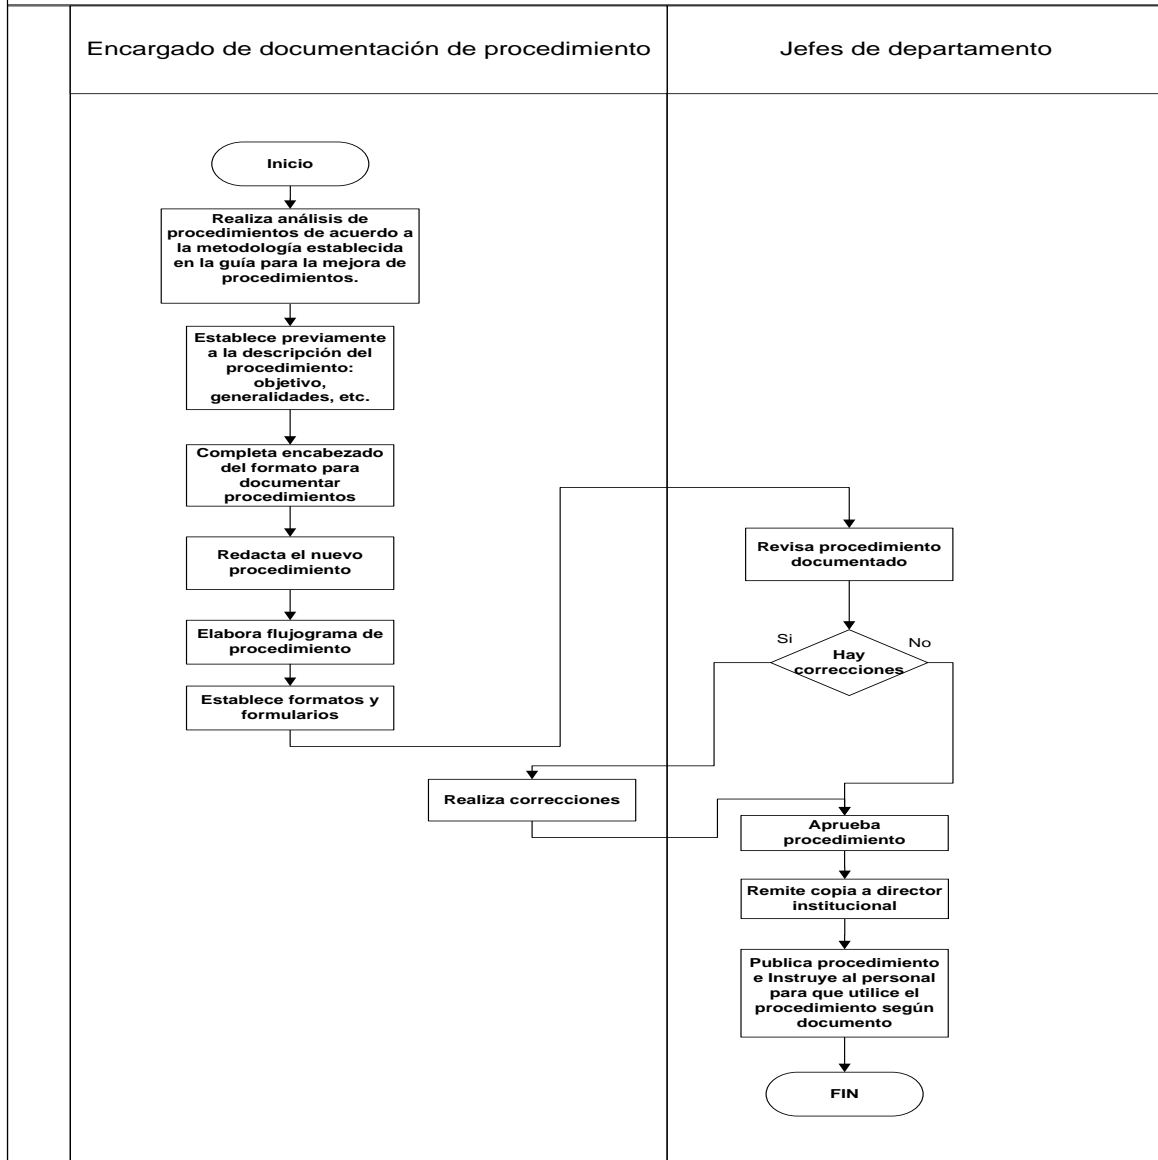 Encargado de documentación de procedimiento
Jefes de departamento
Inicio
Realiza análisis de
procedimientos de acuerdo a
la metodología establecida
en la guía para la mejora de
procedimientos.
Establece previamente
a la descripción del
procedimiento:
objetivo,
generalidades, etc.
Completa encabezado
del formato para
documentar
procedimientos
Redacta el nuevo
procedimiento
Elabora flujograma de
procedimiento
Establece formatos y
formularios
Revisa procedimiento
documentado
Si
No
Hay
correcciones
Realiza correcciones
Aprueba
procedimiento
Remite copia a director
institucional
Publica procedimiento
e Instruye al personal
para que utilice el
procedimiento según
documento
FIN